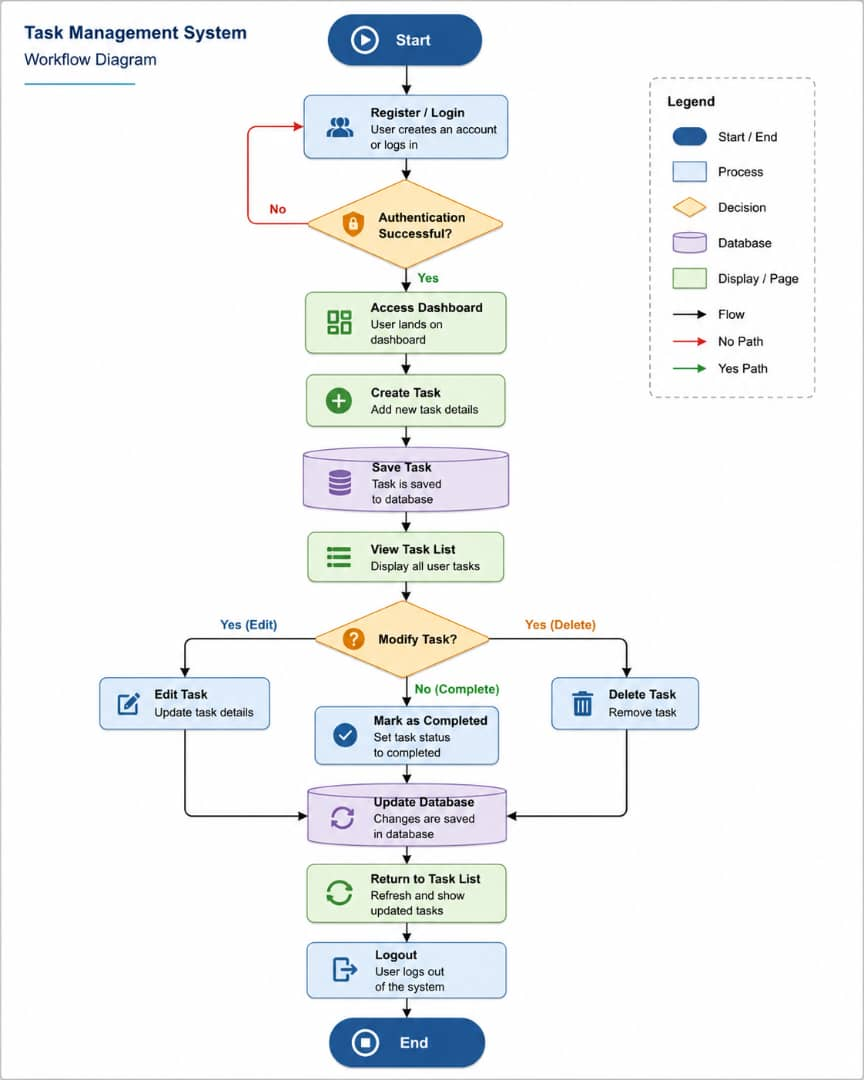 Task Management System
Workflow Diagram
Start
Register / Login
User creates an account
or logs in
No
Authentication
Successful?
Yes
Access Dashboard
User lands on
dashboard
Create Task
Add new task details
Save Task
Task is saved
to database
View Task List
Display all user tasks
Yes (Edit)
Modify Task?
Yes (Delete)
No (Complete)
Edit Task
Update task details
Mark as Completed
Set task status
to completed
Delete Task
Remove task
Update Database
Changes are saved
in database
Return to Task List
Refresh and show
updated tasks
Logout
User logs out
of the system
End
Legend
Start / End
Process
Decision
Database
Display / Page
Flow
No Path
Yes Path